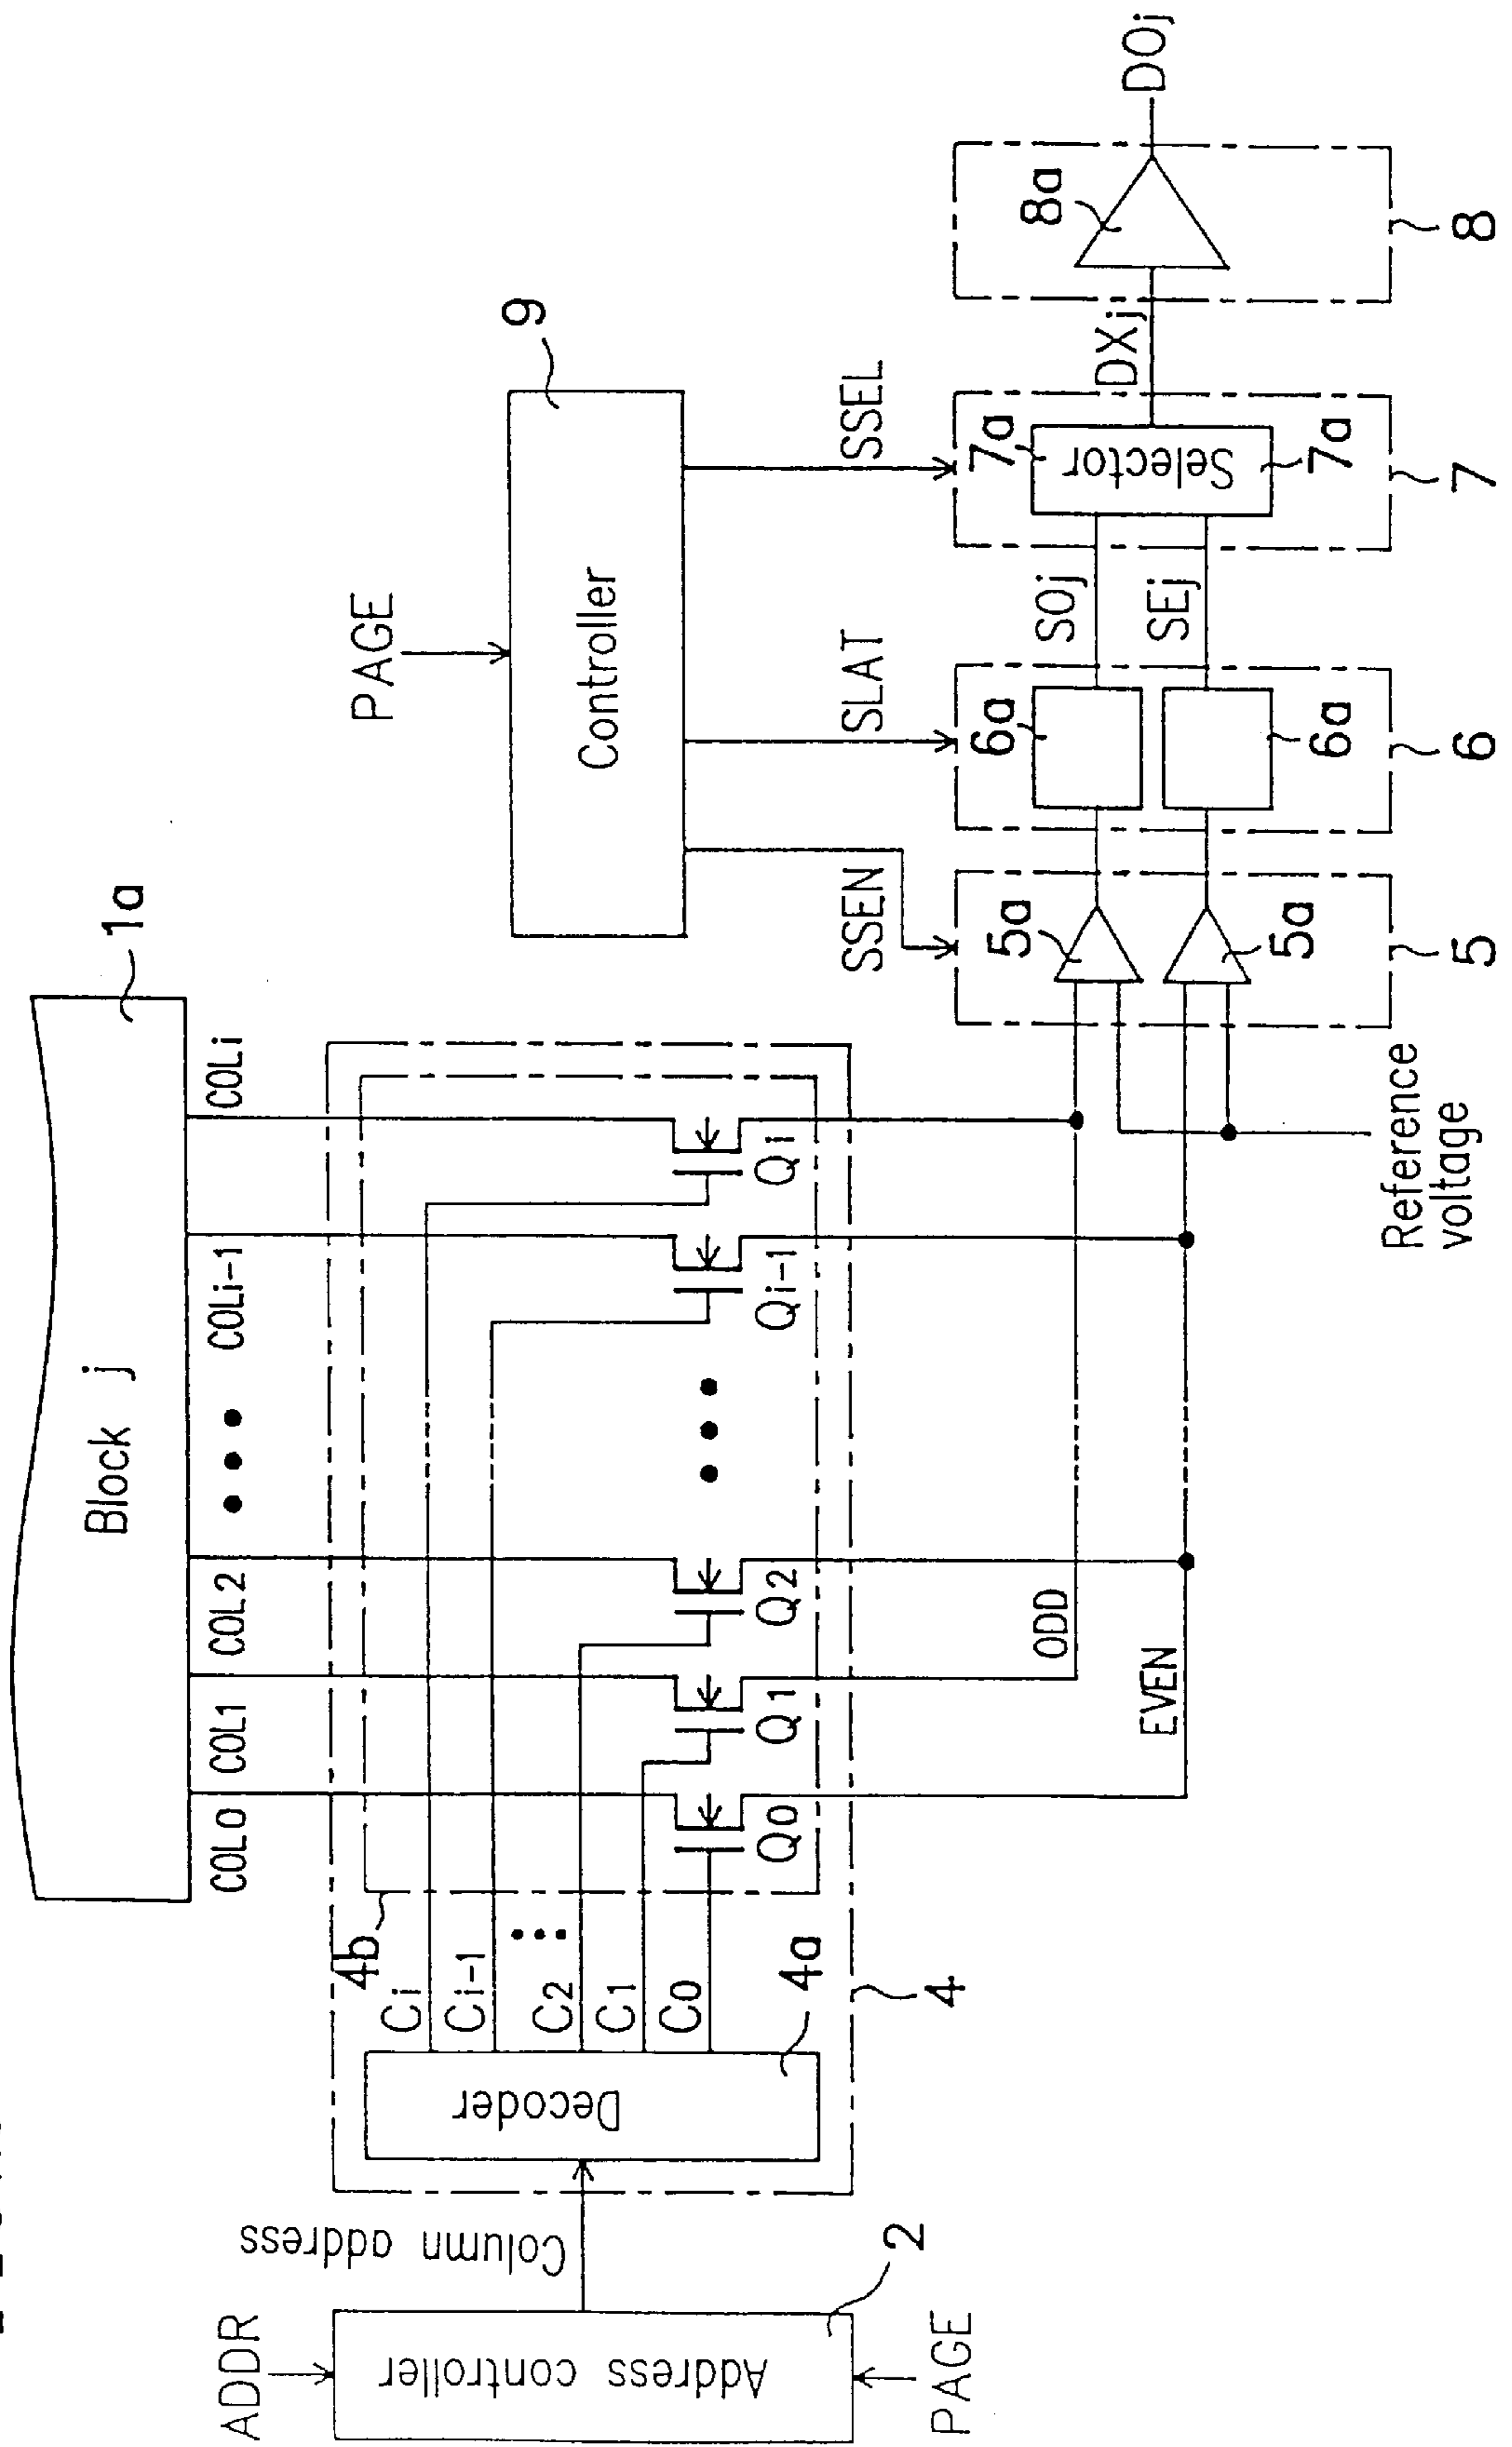 1a
Block j
COL0
COL1
COL2
COLi-1
COLi
4b
Ci
Ci-1
C2
C1
C0
Q0
Q1
Q2
Qi-1
Qi
Decoder
4a
4
Column address
ADDR
Address controller
2
PAGE
ODD
EVEN
Reference
voltage
PAGE
9
Controller
SSEN
SLAT
SSEL
5a
5a
5
6a
6a
6
SOj
SEj
7a
Selector
7a
7
DXj
8a
8
DOj